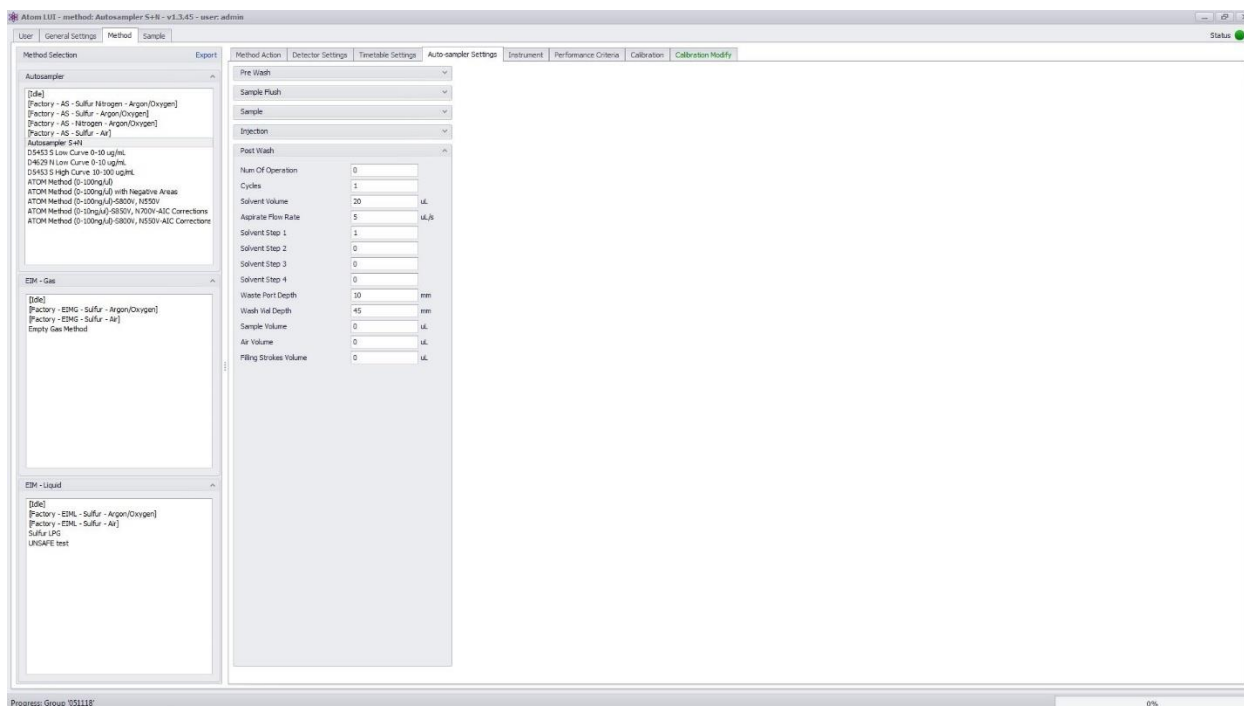 Atom LUI - method: Autosampler S+N - v1.3.45 - user: admin
User General Settings Method Sample Status
Method Selection Export
Autosampler
[Idle]
[Factory - AS - Sulfur Nitrogen - Argon/Oxygen]
[Factory - AS - Sulfur - Argon/Oxygen]
[Factory - AS - Nitrogen - Argon/Oxygen]
[Factory - AS - Sulfur - Air]
Autosampler S+N
D5453 S Low Curve 0-10 ug/mL
D4629 N Low Curve 0-10 ug/mL
D5453 S High Curve 10-100 ug/mL
ATOM Method (0-100ng/ul)
ATOM Method (0-100ng/ul) with Negative Areas
ATOM Method (0-100ng/ul)-S800V, N550V
ATOM Method (0-10ng/ul)-S850V, N700V-AIC Corrections
ATOM Method (0-100ng/ul)-S800V, N550V-AIC Corrections
EIM - Gas
[Idle]
[Factory - EIMG - Sulfur - Argon/Oxygen]
[Factory - EIMG - Sulfur - Air]
Empty Gas Method
EIM - Liquid
[Idle]
[Factory - EIML - Sulfur - Argon/Oxygen]
[Factory - EIML - Sulfur - Air]
Sulfur LPG
UNSAFE test
Method Action Detector Settings Timetable Settings Auto-sampler Settings Instrument Performance Criteria Calibration Calibration Modify
Pre Wash
Sample Flush
Sample
Injection
Post Wash
Num Of Operation 0
Cycles 1
Solvent Volume 20 uL
Aspirate Flow Rate 5 uL/s
Solvent Step 1 1
Solvent Step 2 0
Solvent Step 3 0
Solvent Step 4 0
Waste Port Depth 10 mm
Wash Vial Depth 45 mm
Sample Volume 0 uL
Air Volume 0 uL
Filling Strokes Volume 0 uL
Progress: Group '051118' 0%